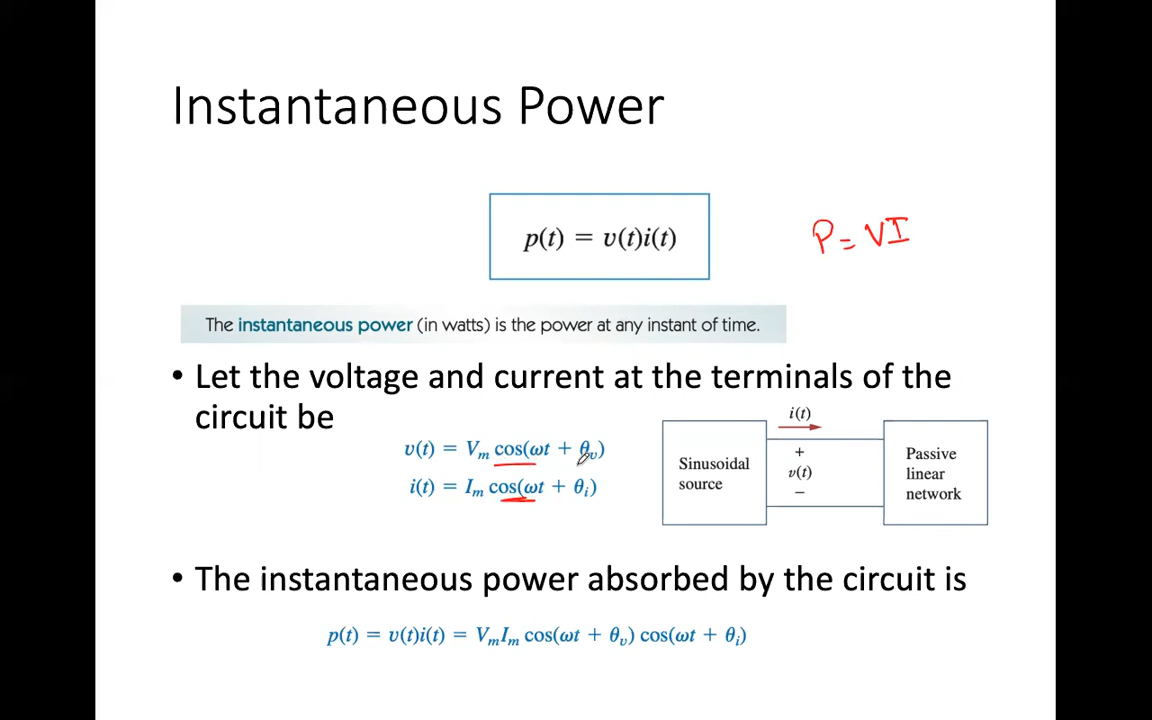 Instantaneous Power
p(t) = v(t)i(t)
P = VI
The instantaneous power (in watts) is the power at any instant of time.
• Let the voltage and current at the terminals of the
circuit be
v(t) = Vₘ cos(ωt + θᵥ)
i(t) = Iₘ cos(ωt + θᵢ)
i(t)
Sinusoidal
source
+
v(t)
−
Passive
linear
network
• The instantaneous power absorbed by the circuit is
p(t) = v(t)i(t) = VₘIₘ cos(ωt + θᵥ) cos(ωt + θᵢ)